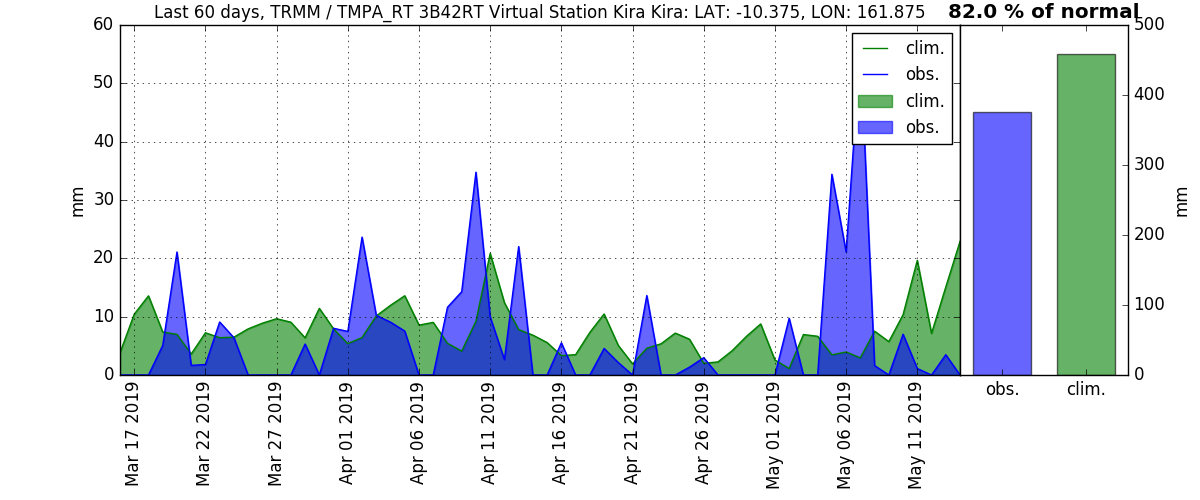 Last 60 days, TRMM / TMPA_RT 3B42RT Virtual Station Kira Kira: LAT: -10.375, LON: 161.875
82.0 % of normal
60
50
40
30
20
10
0
mm
clim.
obs.
clim.
obs.
500
400
300
200
100
0
mm
obs.
clim.
Mar 17 2019
Mar 22 2019
Mar 27 2019
Apr 01 2019
Apr 06 2019
Apr 11 2019
Apr 16 2019
Apr 21 2019
Apr 26 2019
May 01 2019
May 06 2019
May 11 2019